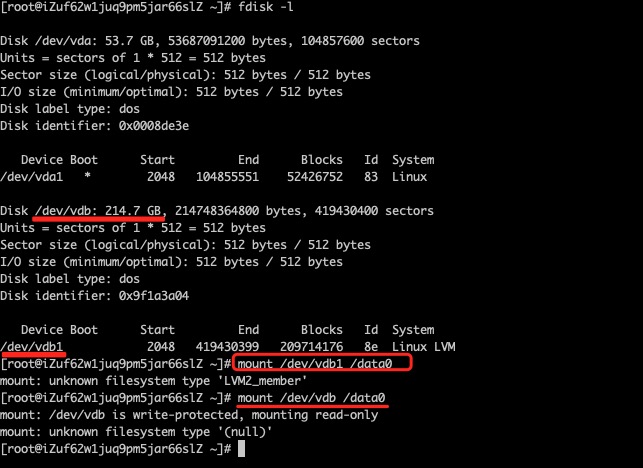 [root@iZuf62w1juq9pm5jar66slZ ~]# fdisk -l
Disk /dev/vda: 53.7 GB, 53687091200 bytes, 104857600 sectors
Units = sectors of 1 * 512 = 512 bytes
Sector size (logical/physical): 512 bytes / 512 bytes
I/O size (minimum/optimal): 512 bytes / 512 bytes
Disk label type: dos
Disk identifier: 0x0008de3e
Device Boot Start End Blocks Id System
/dev/vda1 * 2048 104855551 52426752 83 Linux
Disk /dev/vdb: 214.7 GB, 214748364800 bytes, 419430400 sectors
Units = sectors of 1 * 512 = 512 bytes
Sector size (logical/physical): 512 bytes / 512 bytes
I/O size (minimum/optimal): 512 bytes / 512 bytes
Disk label type: dos
Disk identifier: 0x9f1a3a04
Device Boot Start End Blocks Id System
/dev/vdb1 2048 419430399 209714176 8e Linux LVM
[root@iZuf62w1juq9pm5jar66slZ ~]# mount /dev/vdb1 /data0
mount: unknown filesystem type 'LVM2_member'
[root@iZuf62w1juq9pm5jar66slZ ~]# mount /dev/vdb /data0
mount: /dev/vdb is write-protected, mounting read-only
mount: unknown filesystem type '(null)'
[root@iZuf62w1juq9pm5jar66slZ ~]#